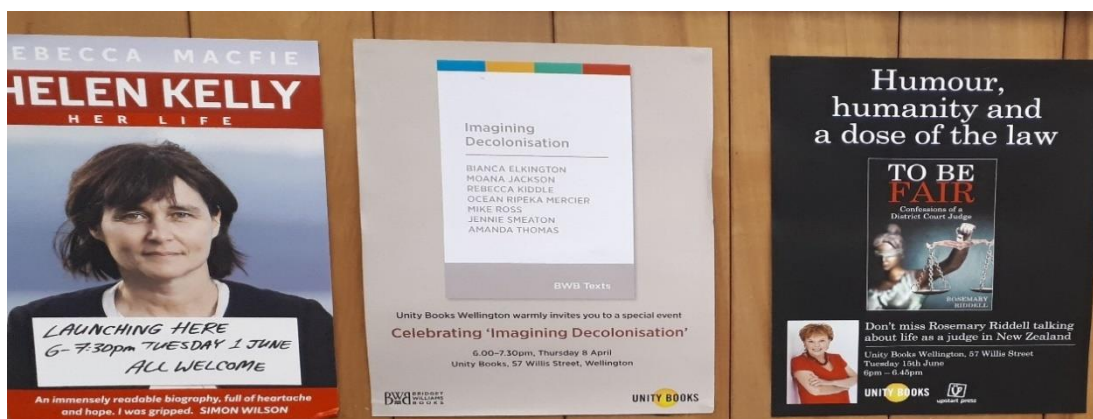 EBECCA MACFIE
HELEN KELLY
HER LIFE
LAUNCHING HERE
6-7:30pm TUESDAY 1 JUNE
ALL WELCOME
An immensely readable biography, full of heartache
and hope. I was gripped. SIMON WILSON
Imagining
Decolonisation
BIANCA ELKINGTON
MOANA JACKSON
REBECCA KIDDLE
OCEAN RIPEKA MERCIER
MIKE ROSS
JENNIE SMEATON
AMANDA THOMAS
BWB Texts
Unity Books Wellington warmly invites you to a special event
Celebrating 'Imagining Decolonisation'
6.00–7.30pm, Thursday 8 April
Unity Books, 57 Willis Street, Wellington
BWB BRIDGET
WILLIAMS
BOOKS
UNITY BOOKS
Humour,
humanity and
a dose of the law
TO BE
FAIR
Confessions of a
District Court Judge
ROSEMARY
RIDDELL
Don't miss Rosemary Riddell talking
about life as a judge in New Zealand
Unity Books Wellington, 57 Willis Street
Tuesday 15th June
6pm – 6.45pm
UNITY BOOKS
upstart press